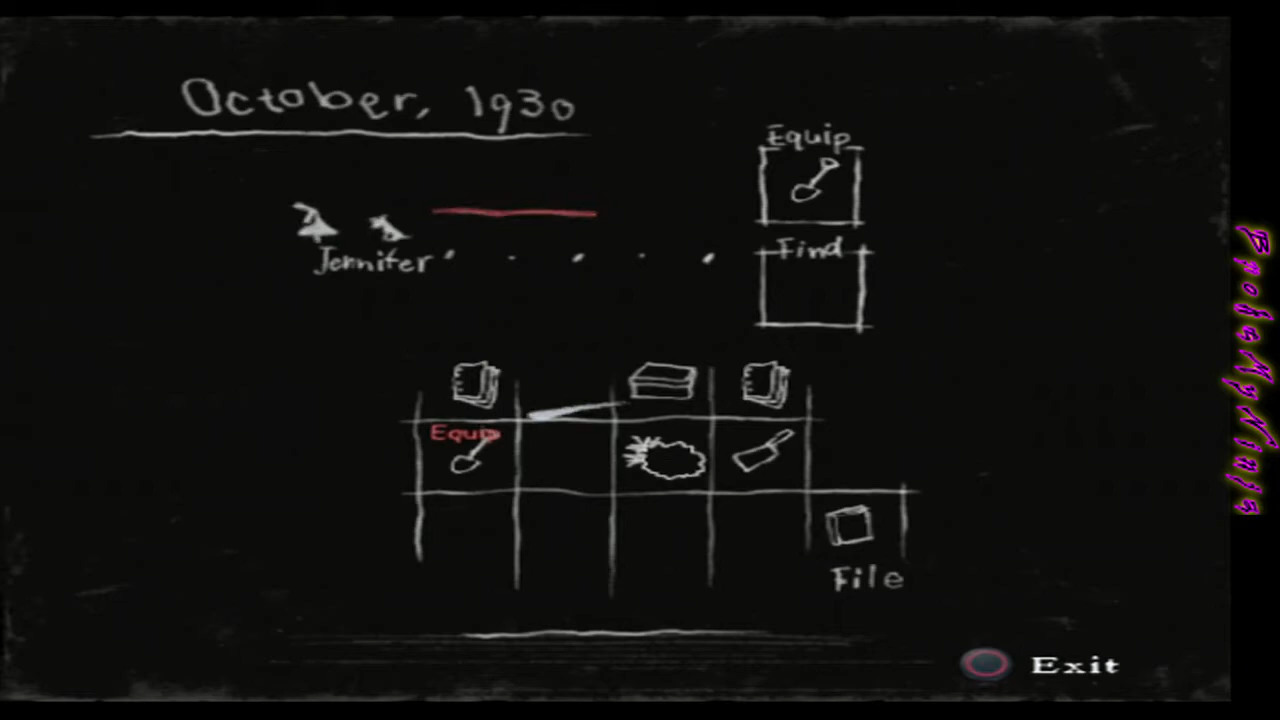 October, 1930
Equip
Jennifer
Find
Equip
File
Exit